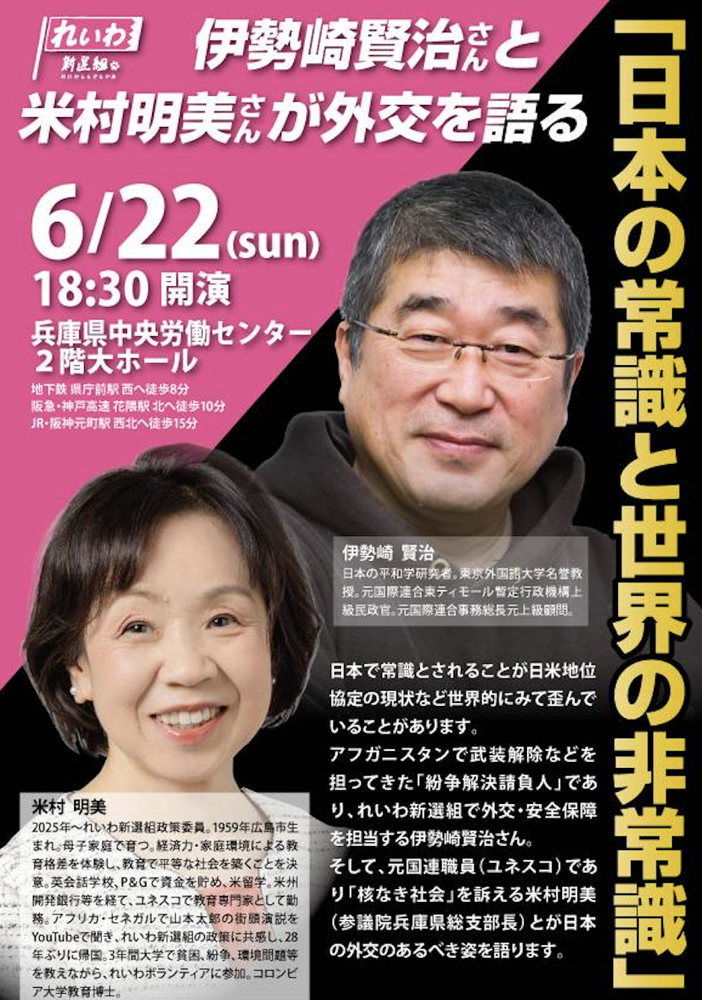 れいわ
新選組
れいわしんせんぐみ
伊勢崎賢治さんと
米村明美さんが外交を語る
「日本の常識と世界の非常識」
6/22(sun)
18:30 開演
兵庫県中央労働センター
2階大ホール
地下鉄 県庁前駅 西へ徒歩8分
阪急・神戸高速 花隈駅 北へ徒歩10分
JR・阪神元町駅 西北へ徒歩15分
伊勢崎 賢治
日本の平和学研究者。東京外国語大学名誉教
授。元国際連合東ティモール暫定行政機構上
級民政官。元国際連合事務総長元上級顧問。
日本で常識とされることが日米地位
協定の現状など世界的にみて歪んで
いることがあります。
アフガニスタンで武装解除などを
担ってきた「紛争解決請負人」であ
り、れいわ新選組で外交・安全保障
を担当する伊勢崎賢治さん。
そして、元国連職員(ユネスコ)であ
り「核なき社会」を訴える米村明美
(参議院兵庫県総支部長)とが日本
の外交のあるべき姿を語ります。
米村 明美
2025年〜れいわ新選組政策委員。1959年広島市生
まれ。母子家庭で育つ。経済力・家庭環境による教
育格差を体験し、教育で平等な社会を築くことを決
意。英会話学校、P&Gで資金を貯め、米留学。米州
開発銀行等を経て、ユネスコで教育専門家として勤
務。アフリカ・セネガルで山本太郎の街頭演説を
YouTubeで聞き、れいわ新選組の政策に共感し、28
年ぶりに帰国。3年間大学で貧困、紛争、環境問題等
を教えながら、れいわボランティアに参加。コロンビ
ア大学教育博士。